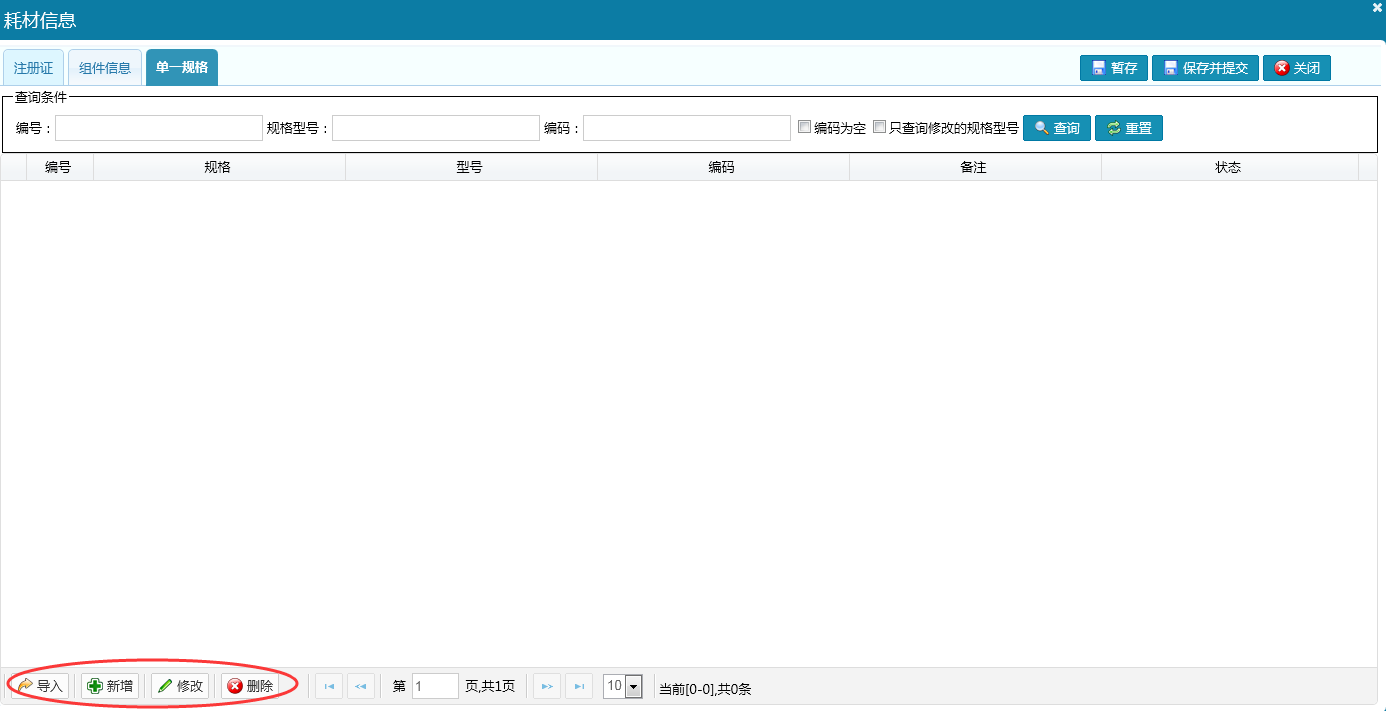 耗材信息
注册证 组件信息 单一规格 暂存 保存并提交 关闭
查询条件
编号： 规格型号： 编码： 编码为空 只查询修改的规格型号 查询 重置
编号 规格 型号 编码 备注 状态
导入 新增 修改 删除 第 1 页,共1页 10 当前[0-0],共0条